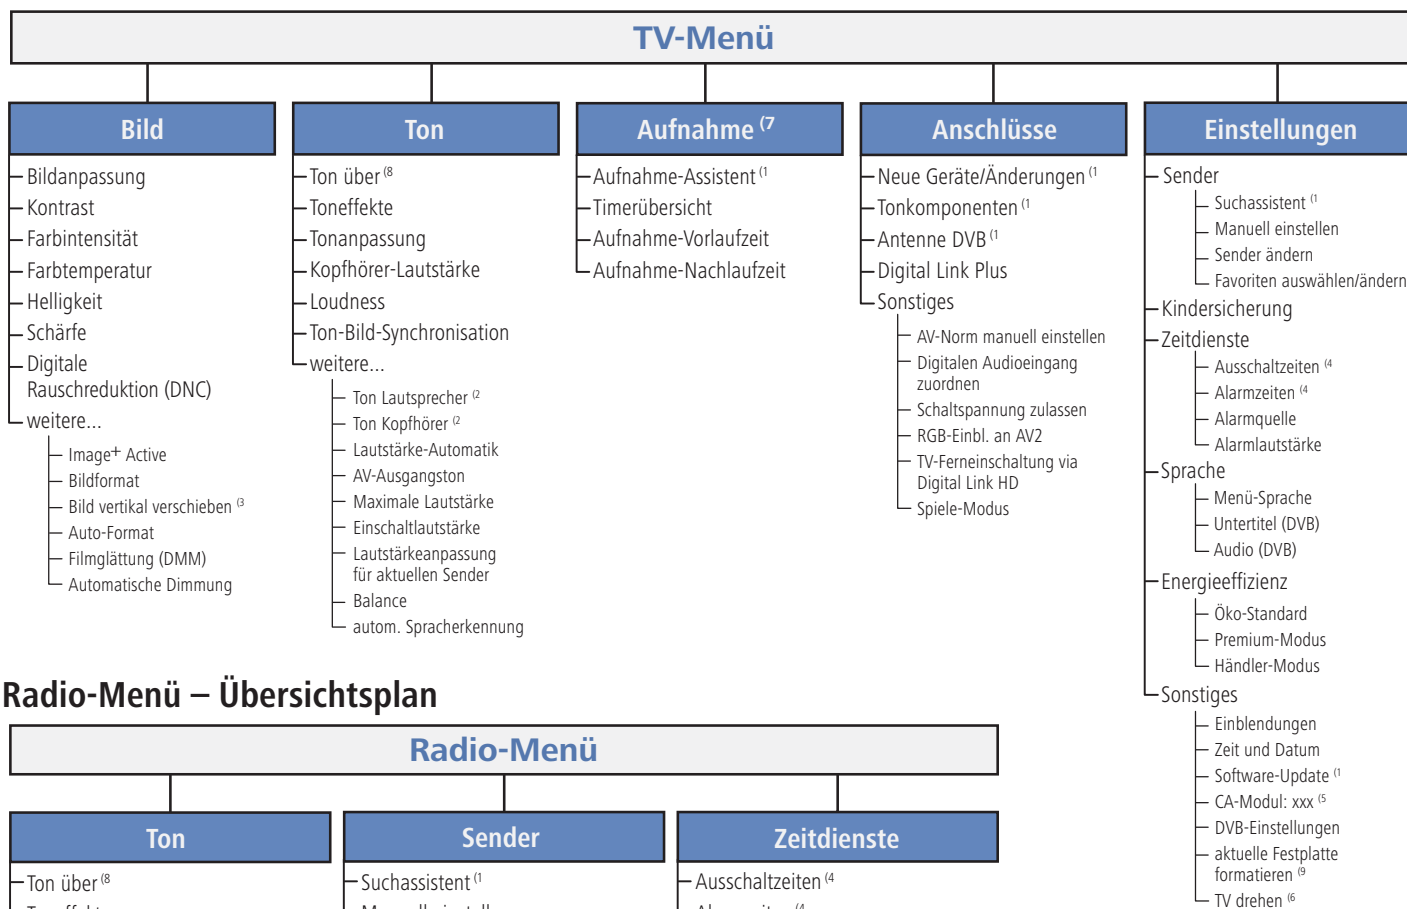 TV-Menü
Bild
Bildanpassung
Kontrast
Farbintensität
Farbtemperatur
Helligkeit
Schärfe
Digitale
Rauschreduktion (DNC)
weitere...
Image+ Active
Bildformat
Bild vertikal verschieben (3
Auto-Format
Filmglättung (DMM)
Automatische Dimmung
Ton
Ton über (8
Toneffekte
Tonanpassung
Kopfhörer-Lautstärke
Loudness
Ton-Bild-Synchronisation
weitere...
Ton Lautsprecher (2
Ton Kopfhörer (2
Lautstärke-Automatik
AV-Ausgangston
Maximale Lautstärke
Einschaltlautstärke
Lautstärkeanpassung
für aktuellen Sender
Balance
autom. Spracherkennung
Aufnahme (7
Aufnahme-Assistent (1
Timerübersicht
Aufnahme-Vorlaufzeit
Aufnahme-Nachlaufzeit
Anschlüsse
Neue Geräte/Änderungen (1
Tonkomponenten (1
Antenne DVB (1
Digital Link Plus
Sonstiges
AV-Norm manuell einstellen
Digitalen Audioeingang
zuordnen
Schaltspannung zulassen
RGB-Einbl. an AV2
TV-Ferneinschaltung via
Digital Link HD
Spiele-Modus
Einstellungen
Sender
Suchassistent (1
Manuell einstellen
Sender ändern
Favoriten auswählen/ändern
Kindersicherung
Zeitdienste
Ausschaltzeiten (4
Alarmzeiten (4
Alarmquelle
Alarmlautstärke
Sprache
Menü-Sprache
Untertitel (DVB)
Audio (DVB)
Energieeffizienz
Öko-Standard
Premium-Modus
Händler-Modus
Sonstiges
Einblendungen
Zeit und Datum
Software-Update (1
CA-Modul: xxx (5
DVB-Einstellungen
aktuelle Festplatte
formatieren (9
TV drehen (6
Radio-Menü – Übersichtsplan
Radio-Menü
Ton
Ton über (8
Sender
Suchassistent (1
Zeitdienste
Ausschaltzeiten (4